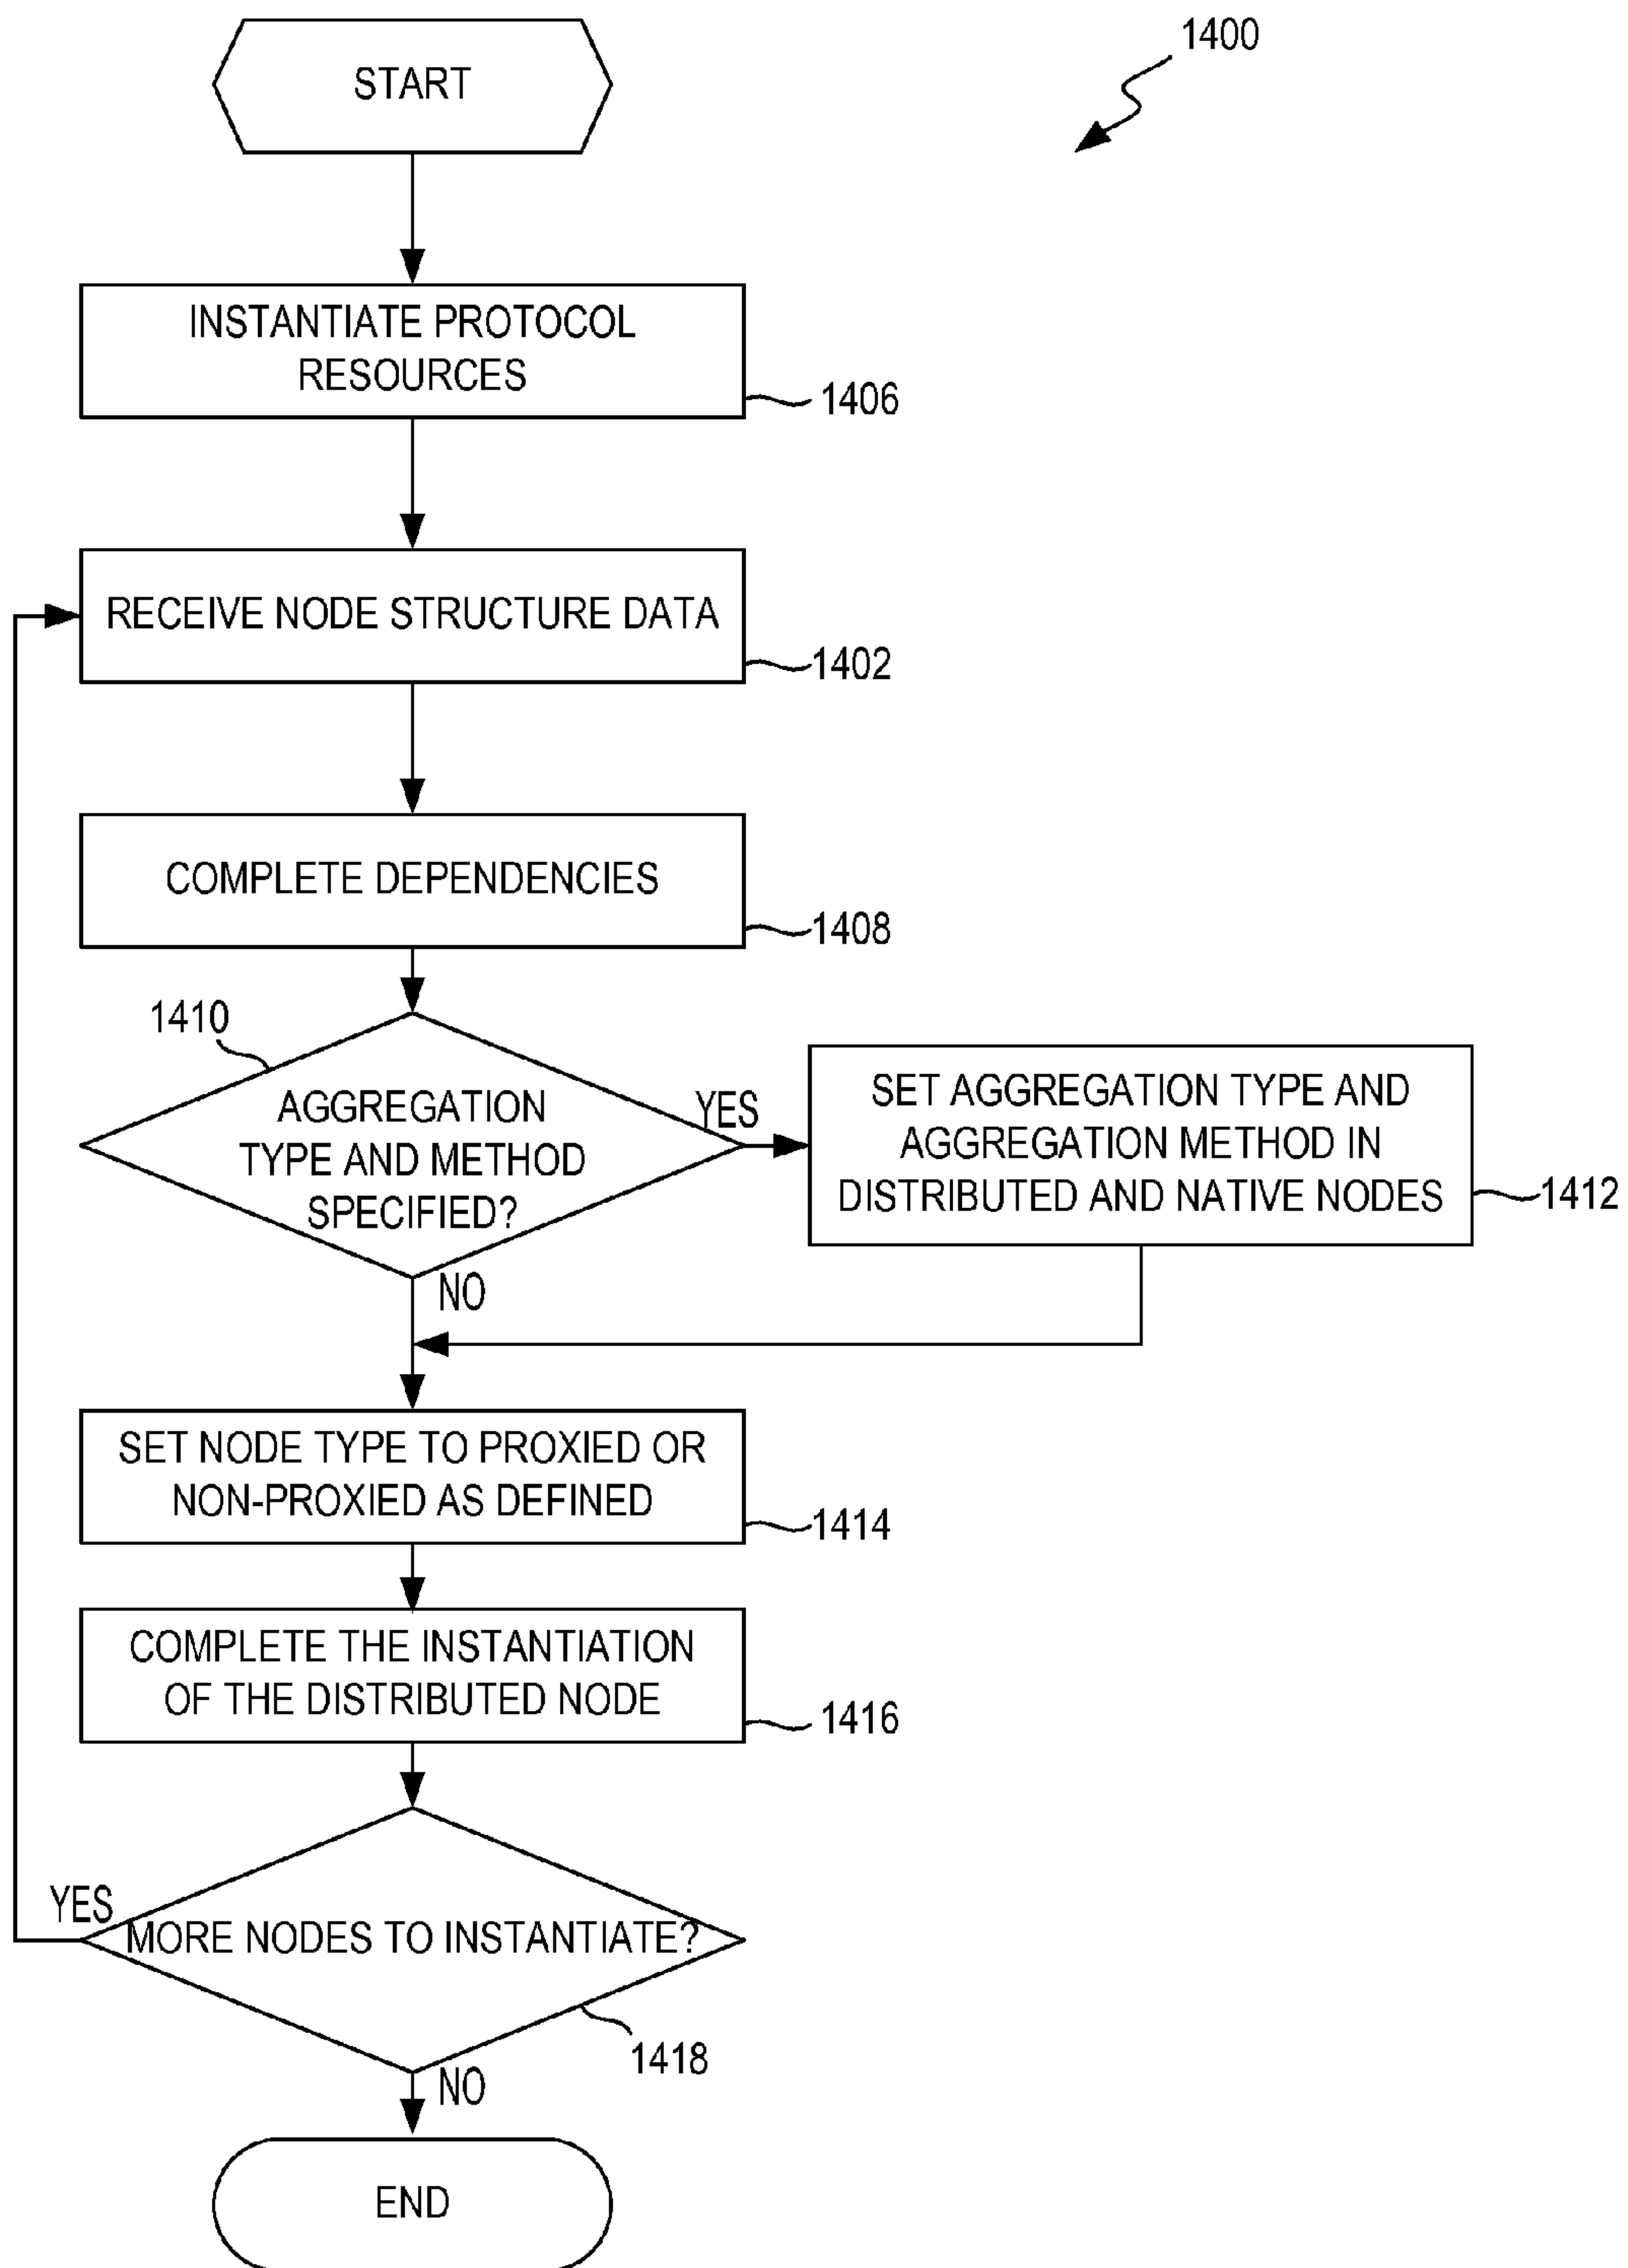 1400
START
INSTANTIATE PROTOCOL
RESOURCES
1406
RECEIVE NODE STRUCTURE DATA
1402
COMPLETE DEPENDENCIES
1408
1410
AGGREGATION
TYPE AND METHOD
SPECIFIED?
YES
SET AGGREGATION TYPE AND
AGGREGATION METHOD IN
DISTRIBUTED AND NATIVE NODES
1412
NO
SET NODE TYPE TO PROXIED OR
NON-PROXIED AS DEFINED
1414
COMPLETE THE INSTANTIATION
OF THE DISTRIBUTED NODE
1416
YES
MORE NODES TO INSTANTIATE?
1418
NO
END